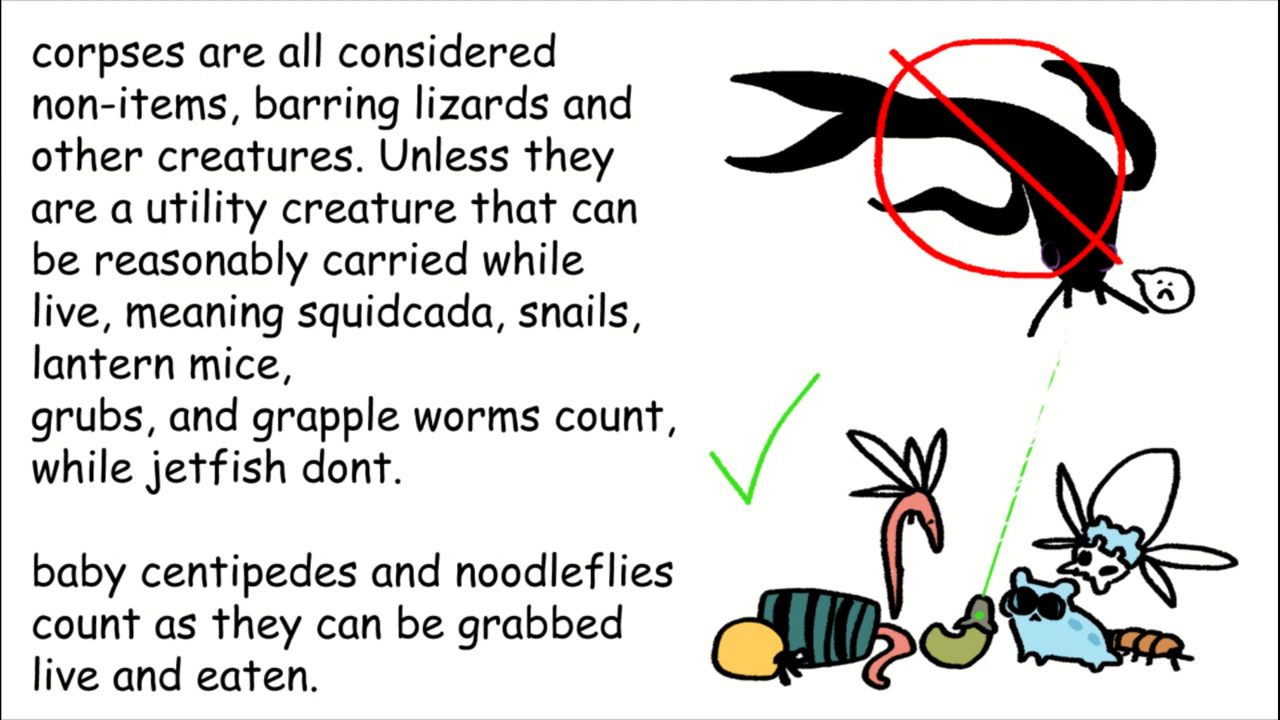 corpses are all considered
non-items, barring lizards and
other creatures. Unless they
are a utility creature that can
be reasonably carried while
live, meaning squidcada, snails,
lantern mice,
grubs, and grapple worms count,
while jetfish dont.
baby centipedes and noodleflies
count as they can be grabbed
live and eaten.